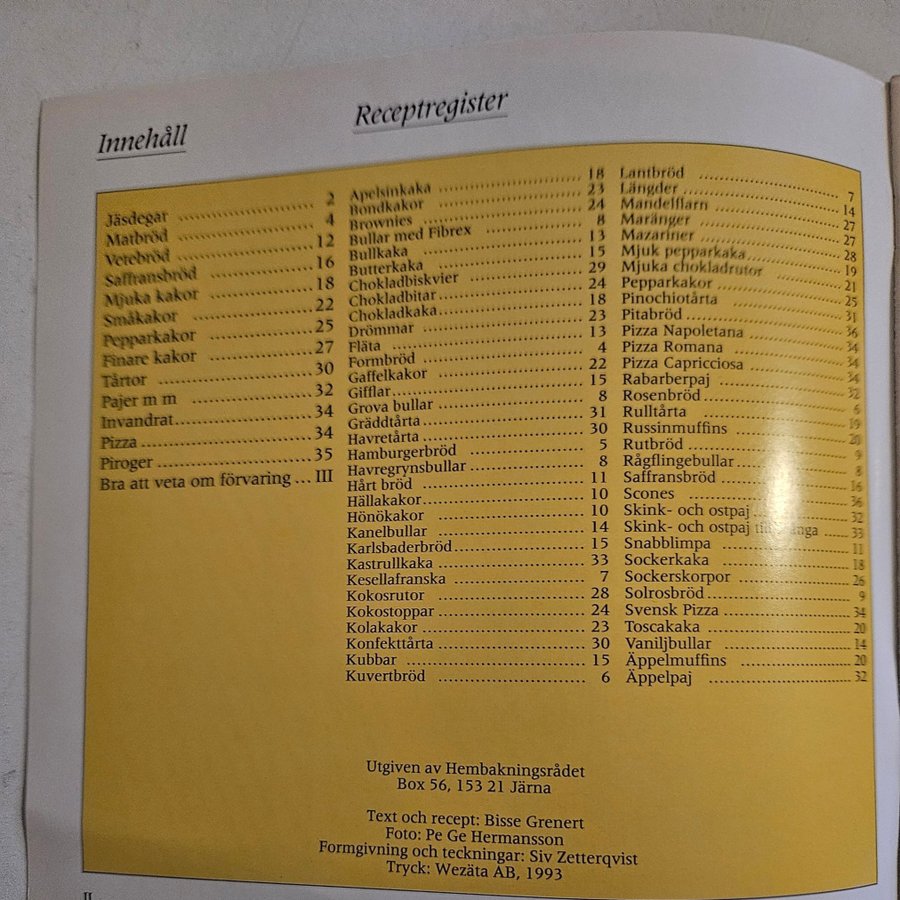 Innehåll
Jäsdegar ........ 2
Matbröd ........ 4
Vetebröd ........ 12
Saffransbröd ........ 16
Mjuka kakor ........ 18
Småkakor ........ 22
Pepparkakor ........ 25
Finare kakor ........ 27
Tårtor ........ 30
Pajer m m ........ 32
Invandrat ........ 34
Pizza ........ 34
Piroger ........ 35
Bra att veta om förvaring ... III
Receptregister
Apelsinkaka ........ 18
Bondkakor ........ 23
Brownies ........ 24
Bullar med Fibrex ........ 8
Bullkaka ........ 13
Butterkaka ........ 15
Chokladbiskvier ........ 29
Chokladbitar ........ 24
Chokladkaka ........ 18
Drömmar ........ 23
Fläta ........ 13
Formbröd ........ 4
Gaffelkakor ........ 22
Gifflar ........ 15
Grova bullar ........ 8
Gräddtårta ........ 31
Havretårta ........ 30
Hamburgerbröd ........ 5
Havregrynsbullar ........ 8
Hårt bröd ........ 11
Hällakakor ........ 10
Hönökakor ........ 10
Kanelbullar ........ 14
Karlsbaderbröd ........ 15
Kastrullkaka ........ 33
Kesellafranska ........ 7
Kokosrutor ........ 28
Kokostoppar ........ 24
Kolakakor ........ 23
Konfekttårta ........ 30
Kubbar ........ 15
Kuvertbröd ........ 6
Lantbröd ........ 7
Längder ........ 14
Mandelflarn ........ 27
Maränger ........ 27
Mazariner ........ 28
Mjuk pepparkaka ........ 19
Mjuka chokladrutor ........ 21
Pepparkakor ........ 25
Pinochiotårta ........ 31
Pitabröd ........ 36
Pizza Napoletana ........ 34
Pizza Romana ........ 34
Pizza Capricciosa ........ 34
Rabarberpaj ........ 32
Rosenbröd ........ 6
Rulltårta ........ 19
Russinmuffins ........ 20
Rutbröd ........ 9
Rågflingebullar ........ 8
Saffransbröd ........ 16
Scones ........ 36
Skink- och ostpaj ........ 32
Skink- och ostpaj ........ 33
Snabblimpa ........ 11
Sockerkaka ........ 18
Sockerskorpor ........ 26
Solrosbröd ........ 9
Svensk Pizza ........ 34
Toscakaka ........ 20
Vaniljbullar ........ 14
Äppelmuffins ........ 20
Äppelpaj ........ 32
Utgiven av Hembakningsrådet
Box 56, 153 21 Järna
Text och recept: Bisse Grenert
Foto: Pe Ge Hermansson
Formgivning och teckningar: Siv Zetterqvist
Tryck: Wezäta AB, 1993
II